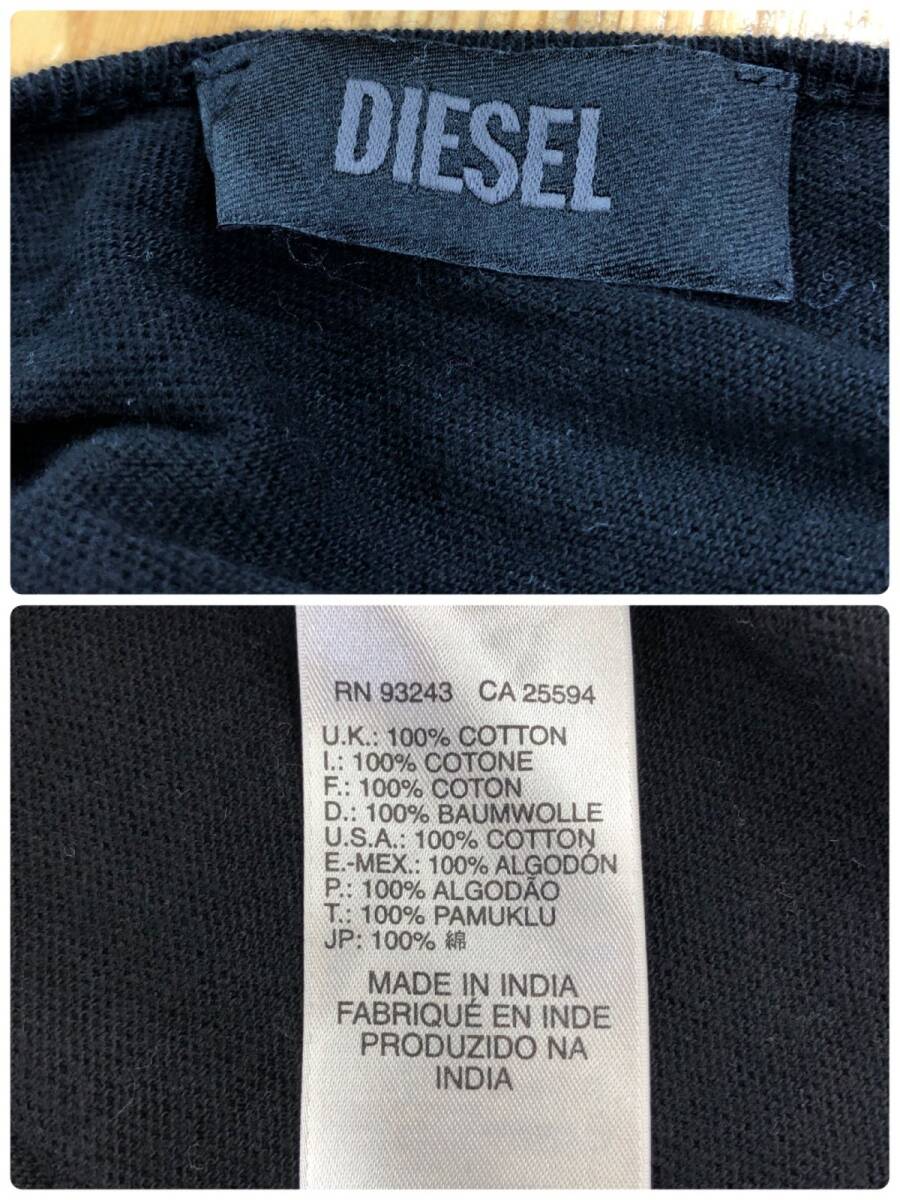 DIESEL
RN 93243 CA 25594
U.K.: 100% COTTON
I.: 100% COTONE
F.: 100% COTON
D.: 100% BAUMWOLLE
U.S.A.: 100% COTTON
E.-MEX.: 100% ALGODÓN
P.: 100% ALGODÃO
T.: 100% PAMUKLU
JP: 100% 綿
MADE IN INDIA
FABRIQUÉ EN INDE
PRODUZIDO NA
INDIA